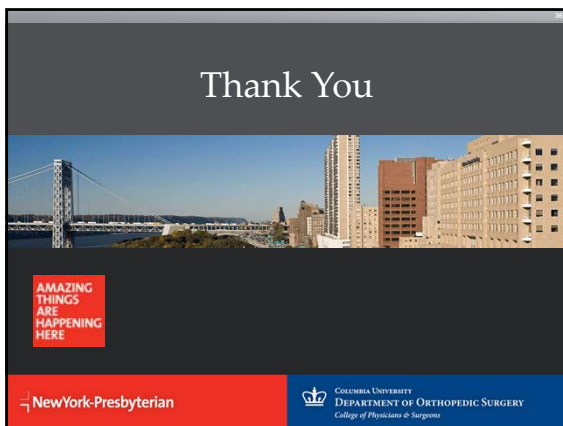 36
Thank You
AMAZING
THINGS
ARE
HAPPENING
HERE
NewYork-Presbyterian
COLUMBIA UNIVERSITY
DEPARTMENT OF ORTHOPEDIC SURGERY
College of Physicians & Surgeons